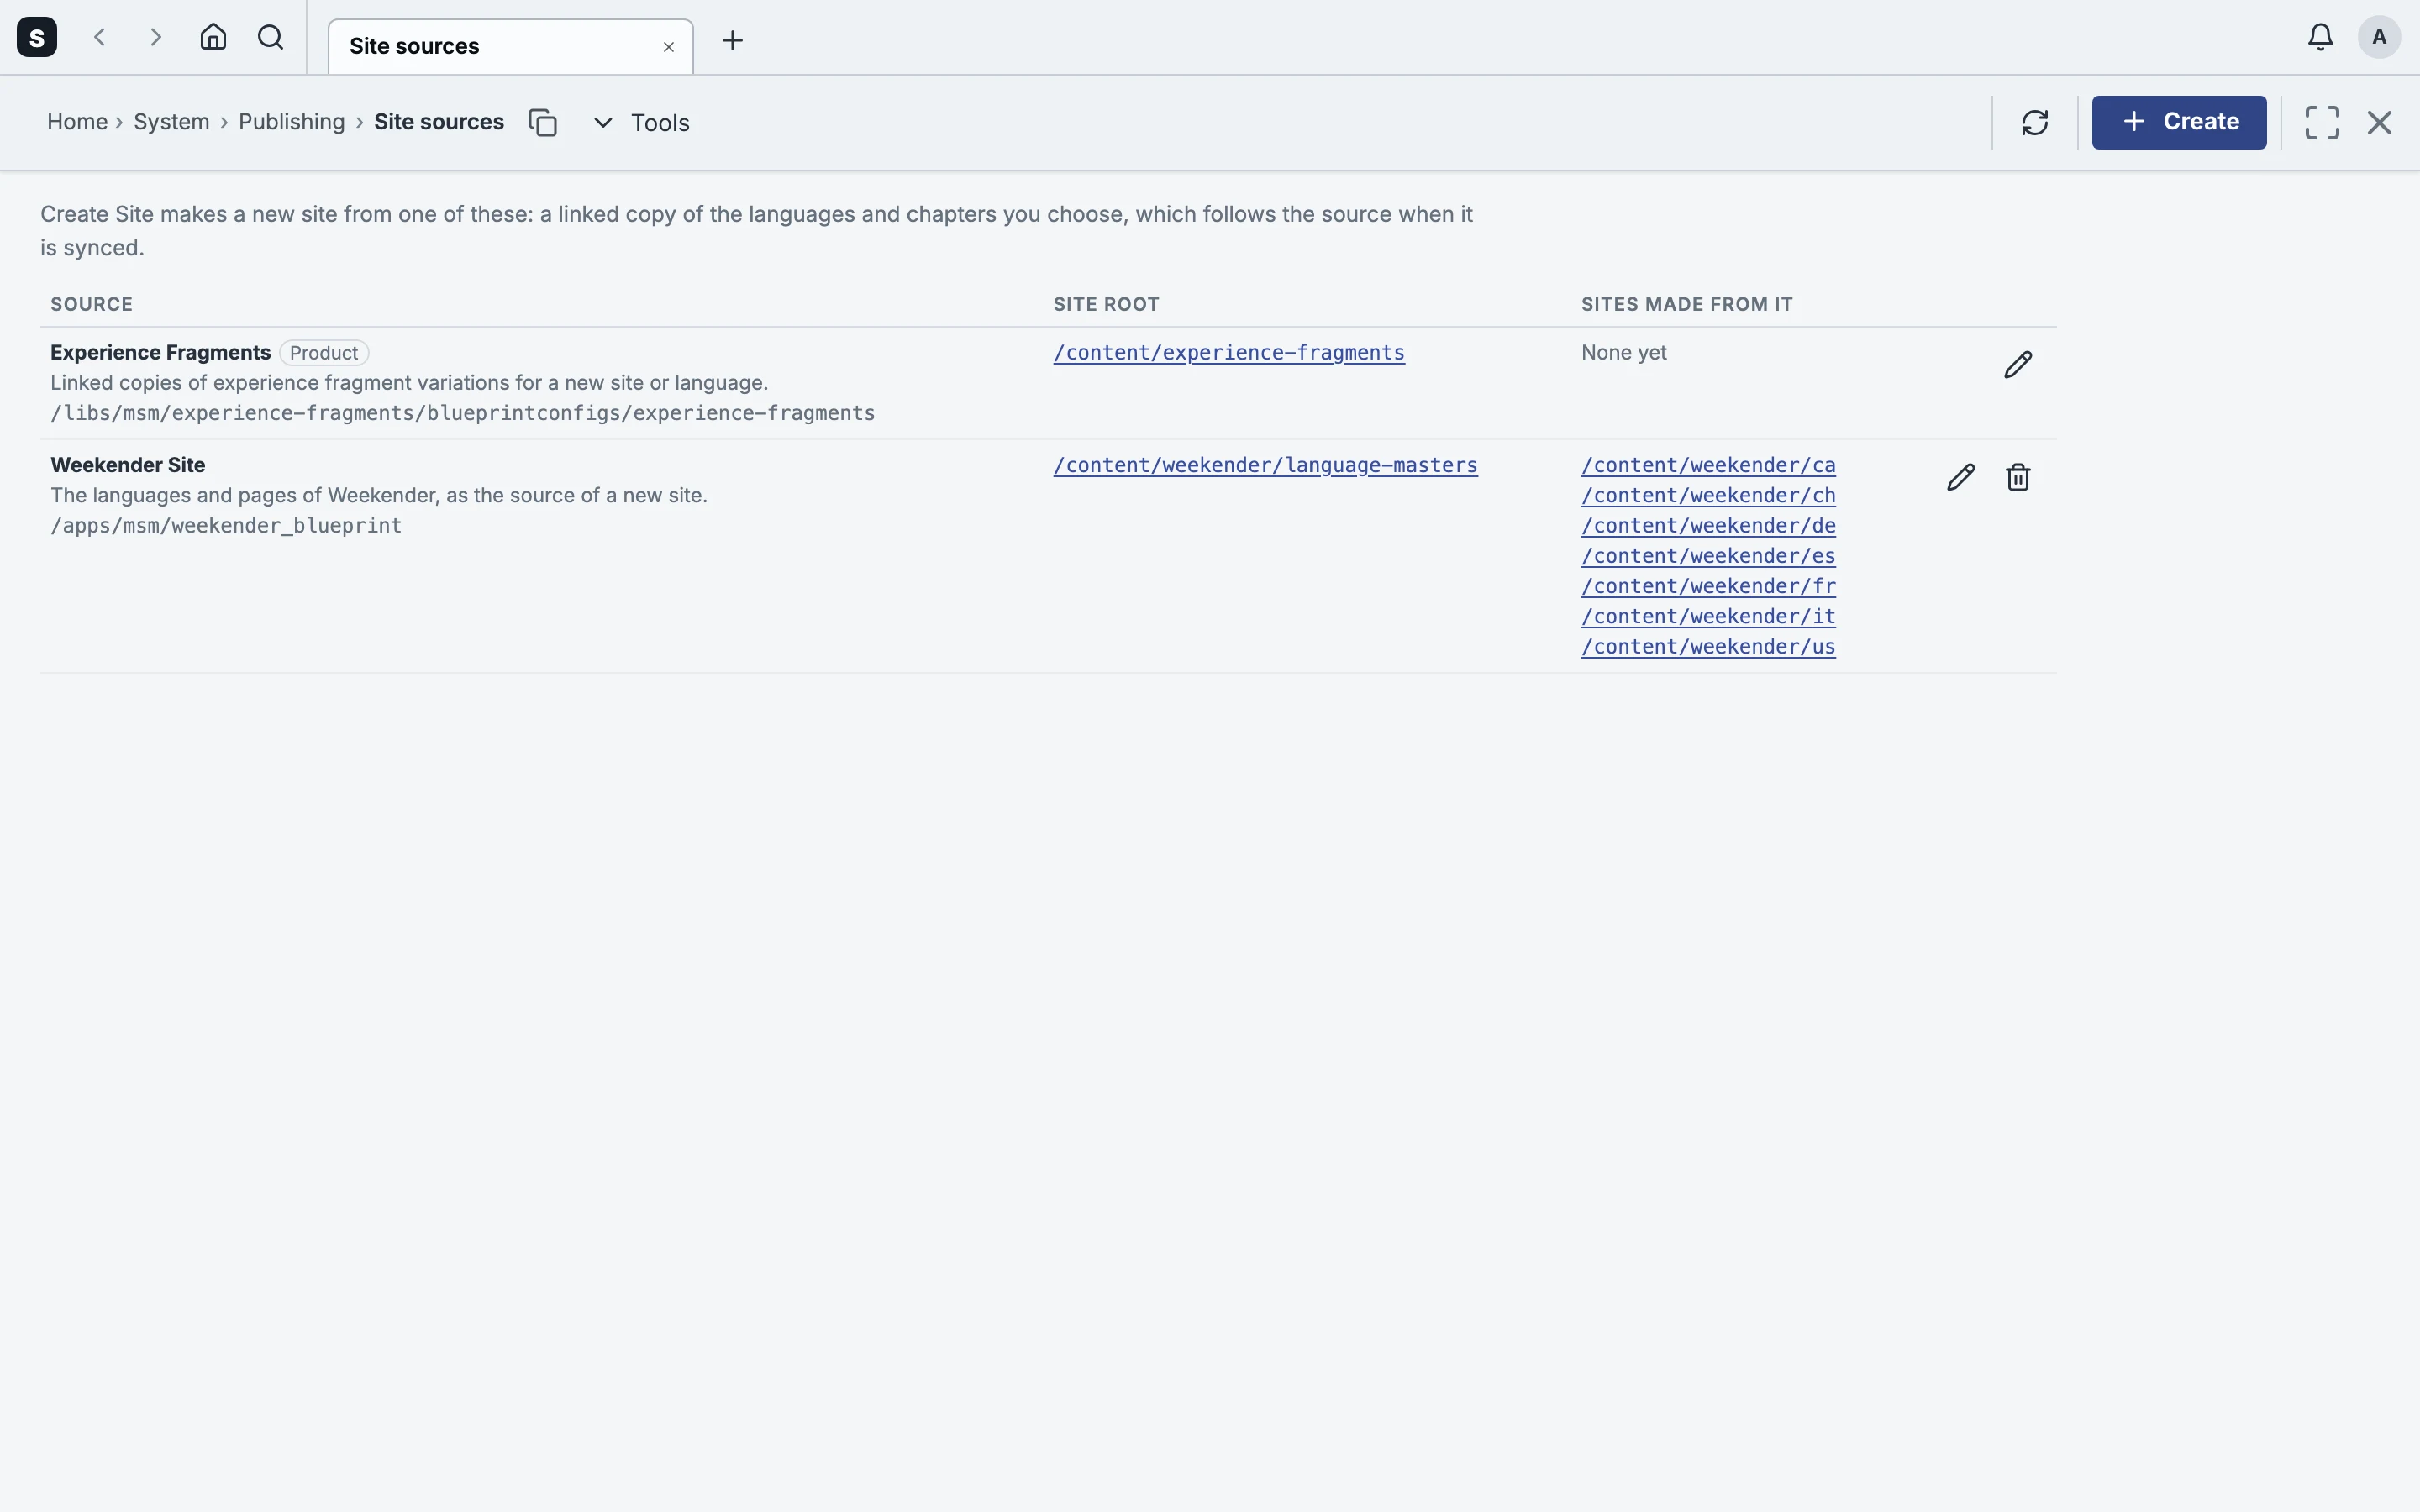 S
Site sources
A
Home › System › Publishing › Site sources
Tools
Create
Create Site makes a new site from one of these: a linked copy of the languages and chapters you choose, which follows the source when it
is synced.
SOURCE SITE ROOT SITES MADE FROM IT
Experience Fragments Product /content/experience-fragments None yet
Linked copies of experience fragment variations for a new site or language.
/libs/msm/experience-fragments/blueprintconfigs/experience-fragments
Weekender Site /content/weekender/language-masters /content/weekender/ca
The languages and pages of Weekender, as the source of a new site. /content/weekender/ch
/apps/msm/weekender_blueprint /content/weekender/de
/content/weekender/es
/content/weekender/fr
/content/weekender/it
/content/weekender/us